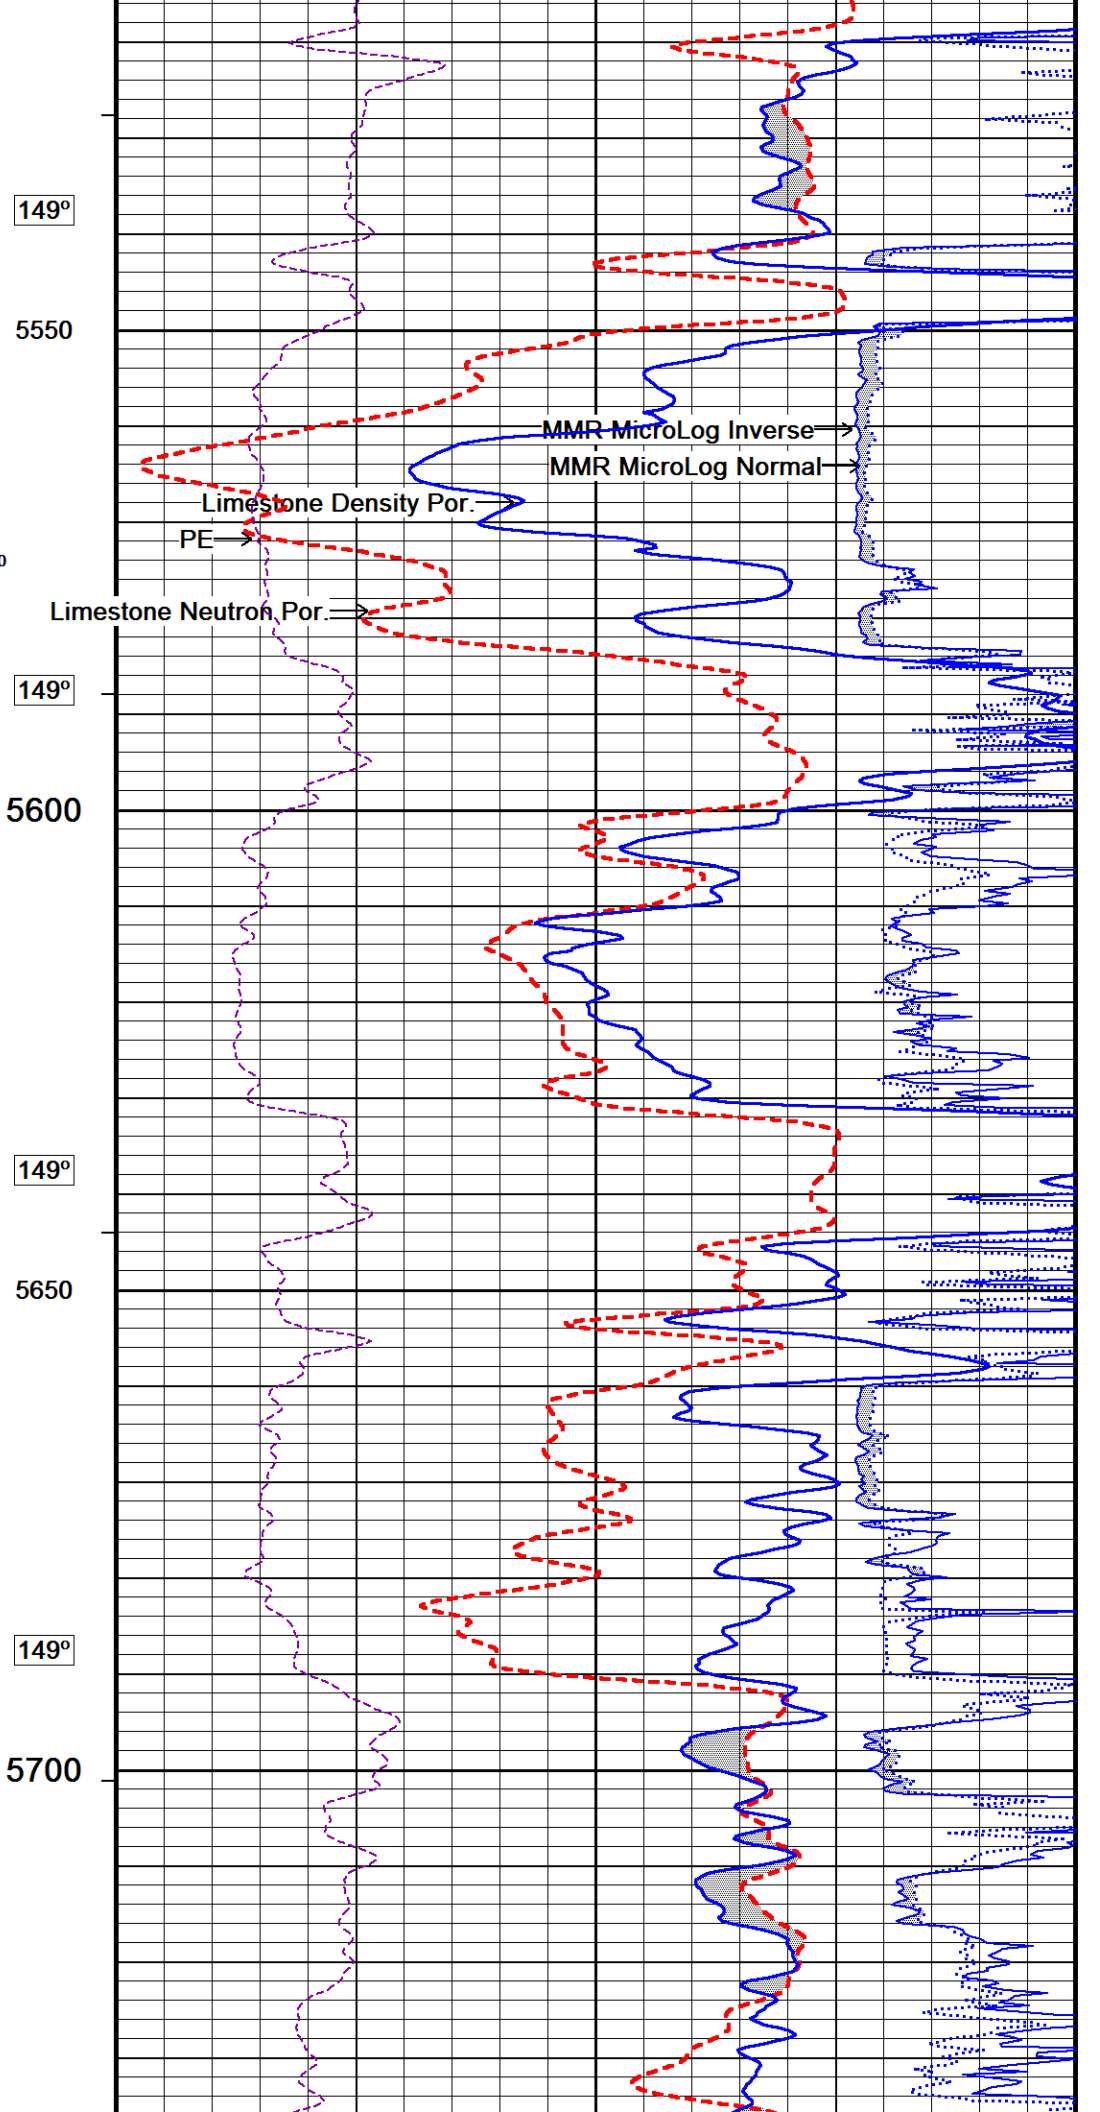 149º
5550
MMR MicroLog Inverse
MMR MicroLog Normal
Limestone Density Por.
PE
0
Limestone Neutron Por.
149º
5600
149º
5650
149º
5700